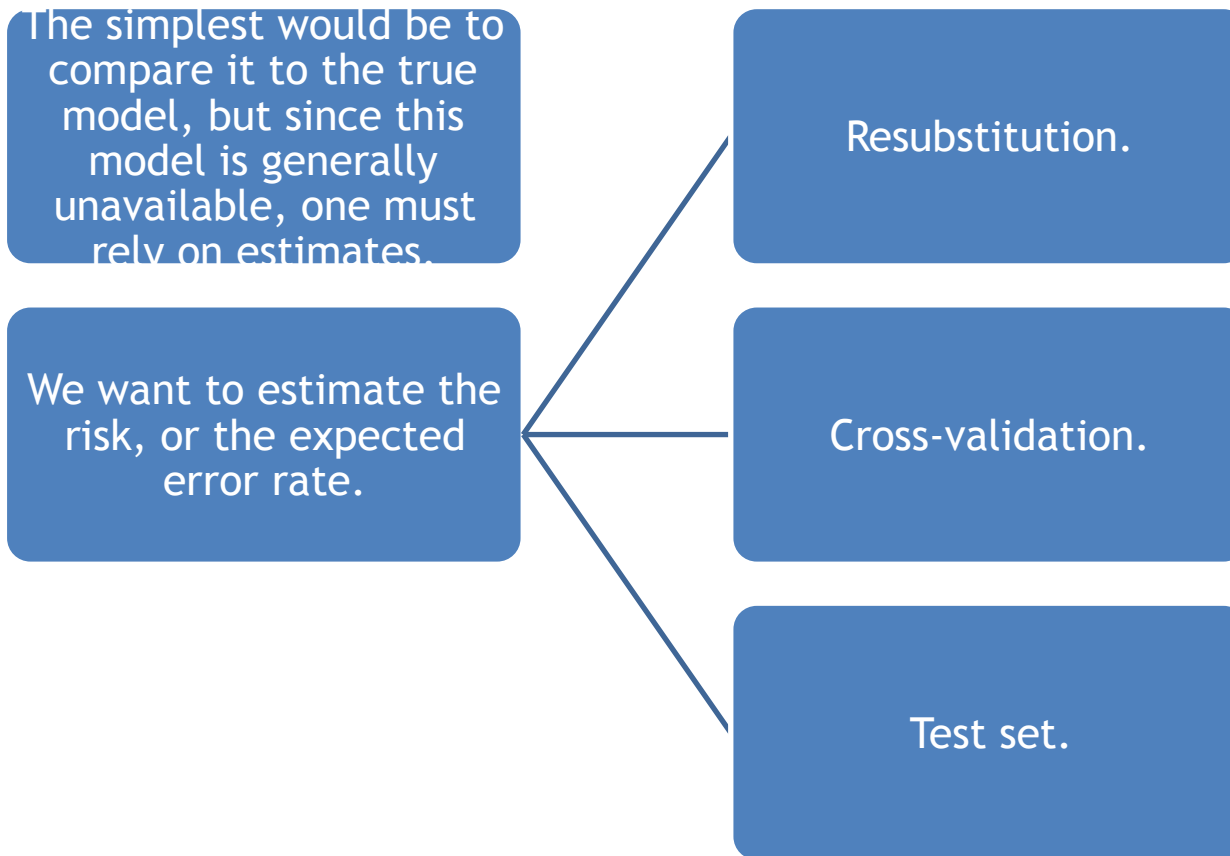 The simplest would be to
compare it to the true
model, but since this
model is generally
unavailable, one must
rely on estimates.
We want to estimate the
risk, or the expected
error rate.
Resubstitution.
Cross-validation.
Test set.